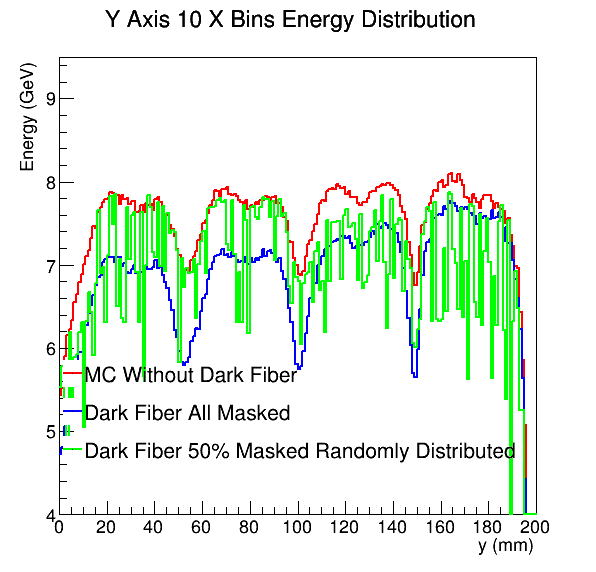 Y Axis 10 X Bins Energy Distribution
Energy (GeV)
9
8
7
6
5
4
MC Without Dark Fiber
Dark Fiber All Masked
Dark Fiber 50% Masked Randomly Distributed
0 20 40 60 80 100 120 140 160 180 200
y (mm)